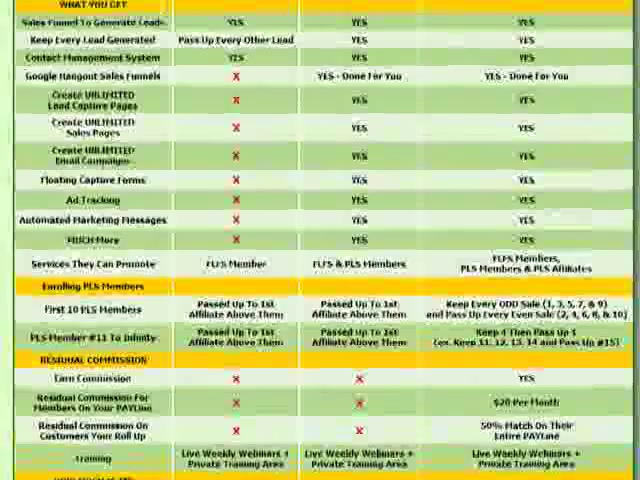 WHAT YOU GET
Sales Funnel To Generate Leads YES YES YES
Keep Every Lead Generated Pass Up Every Other Lead YES YES
Contact Management System YES YES YES
Google Hangout Sales Funnels X YES - Done For You YES - Done For You
Create UNLIMITED
Lead Capture Pages X YES YES
Create UNLIMITED
Sales Pages X YES YES
Create UNLIMITED
Email Campaigns X YES YES
Floating Capture Forms X YES YES
Ad Tracking X YES YES
Automated Marketing Messages X YES YES
MUCH More X YES YES
Services They Can Promote FLFS Member FLFS & PLS Members FLFS Members,
PLS Members & PLS Affiliates
Enrolling PLS Members
First 10 PLS Members Passed Up To 1st Passed Up To 1st Keep Every ODD Sale (1, 3, 5, 7, & 9)
Affiliate Above Them Affiliate Above Them and Pass Up Every Even Sale (2, 4, 6, 8, & 10)
PLS Member #11 To Infinity Passed Up To 1st Passed Up To 1st Keep 4 Then Pass Up 1
Affiliate Above Them Affiliate Above Them (ex. Keep 11, 12, 13, 14 and Pass Up #15)
RESIDUAL COMMISSION
Earn Commission X X YES
Residual Commission For
Members On Your PAYLine X X $20 Per Month
Residual Commission On X X 50% Match On Their
Customers Your Roll Up Entire PAYLine
Training Live Weekly Webinars + Live Weekly Webinars + Live Weekly Webinars +
Private Training Area Private Training Area Private Training Area